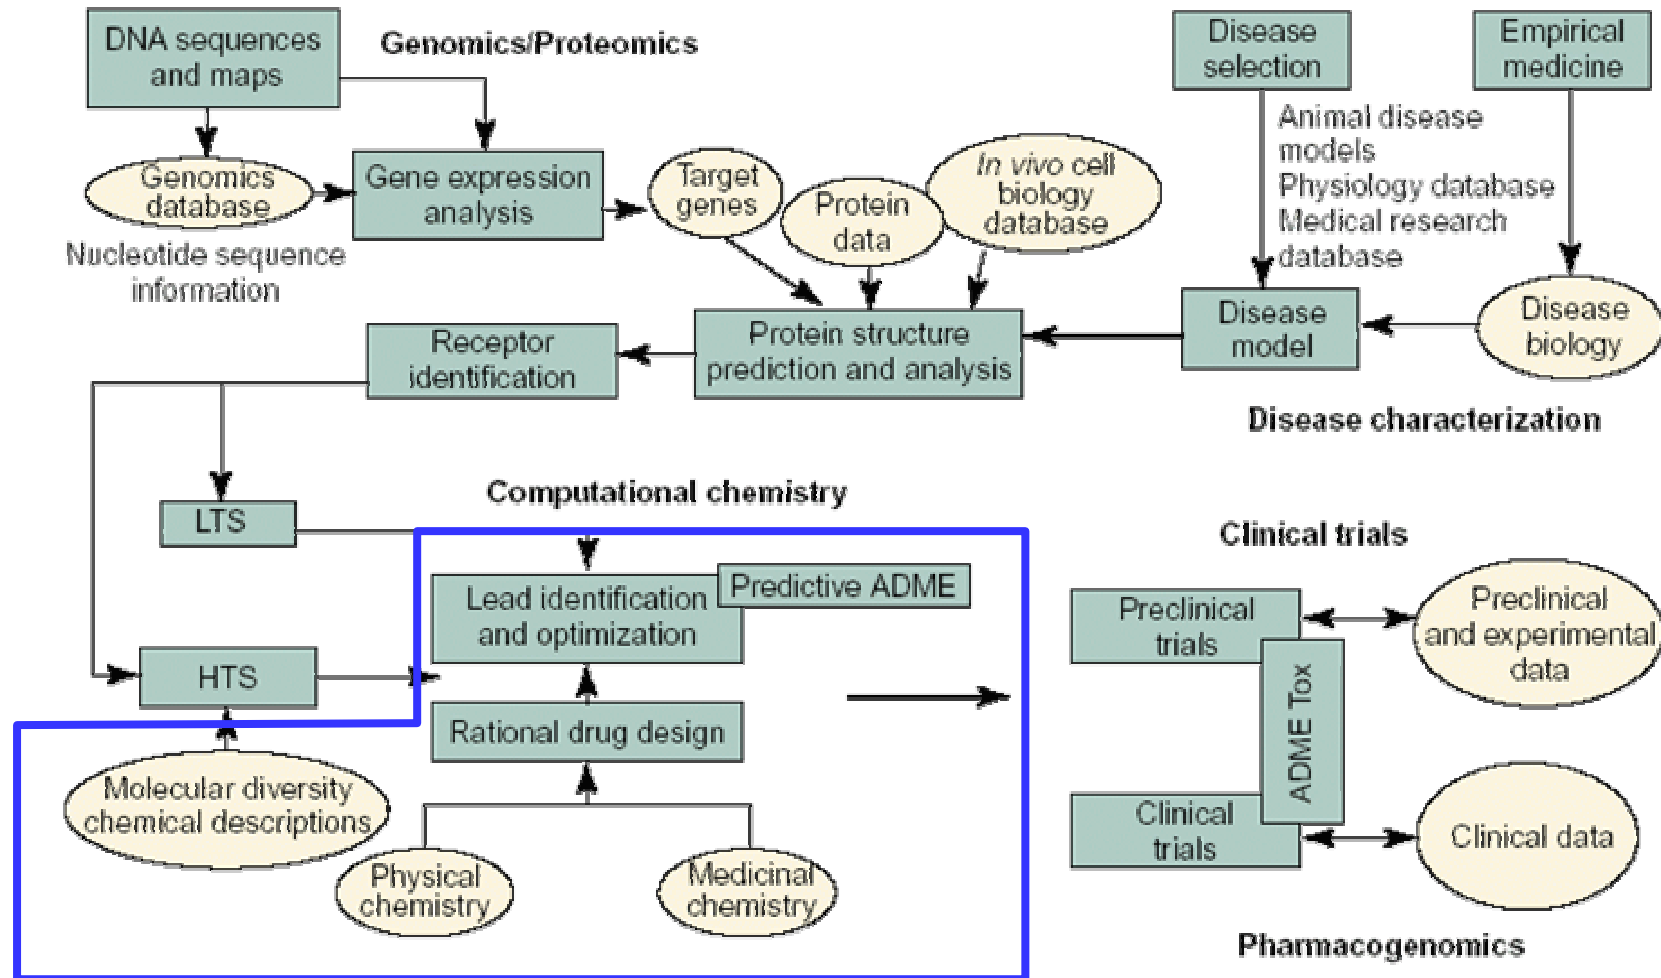 DNA sequences
and maps
Genomics/Proteomics
Disease
selection
Empirical
medicine
Genomics
database
Nucleotide sequence
information
Gene expression
analysis
Target
genes
Protein
data
In vivo cell
biology
database
Animal disease
models
Physiology database
Medical research
database
Receptor
identification
Protein structure
prediction and analysis
Disease
model
Disease
biology
Disease characterization
LTS
Computational chemistry
Lead identification
and optimization
Predictive ADME
HTS
Rational drug design
Molecular diversity
chemical descriptions
Physical
chemistry
Medicinal
chemistry
Clinical trials
Preclinical
trials
Preclinical
and experimental
data
ADME Tox
Clinical
trials
Clinical data
Pharmacogenomics